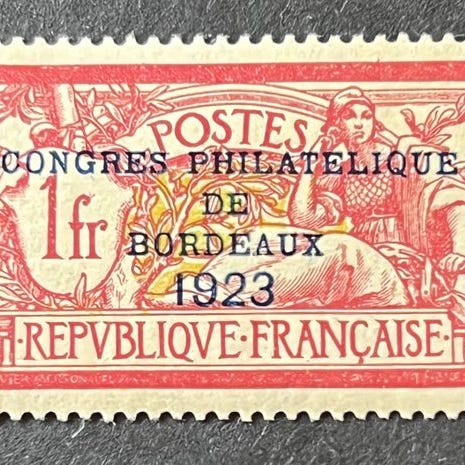 POSTES
CONGRES PHILATELIQUE
1fr
DE
BORDEAUX
1923
·REPVBLIQVE·FRANÇAISE·